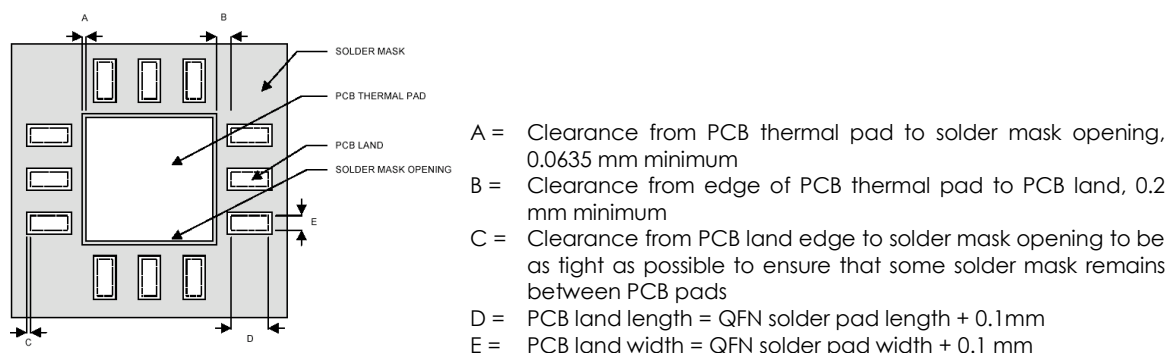 A
B
SOLDER MASK
PCB THERMAL PAD
PCB LAND
SOLDER MASK OPENING
E
C
D
A = Clearance from PCB thermal pad to solder mask opening,
0.0635 mm minimum
B = Clearance from edge of PCB thermal pad to PCB land, 0.2
mm minimum
C = Clearance from PCB land edge to solder mask opening to be
as tight as possible to ensure that some solder mask remains
between PCB pads
D = PCB land length = QFN solder pad length + 0.1mm
E = PCB land width = QFN solder pad width + 0.1 mm